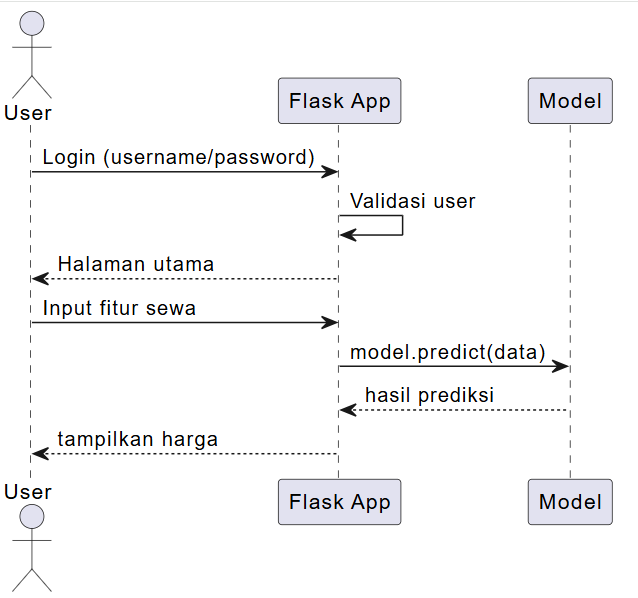 User
Flask App
Model
Login (username/password)
Validasi user
Halaman utama
Input fitur sewa
model.predict(data)
hasil prediksi
tampilkan harga
User
Flask App
Model